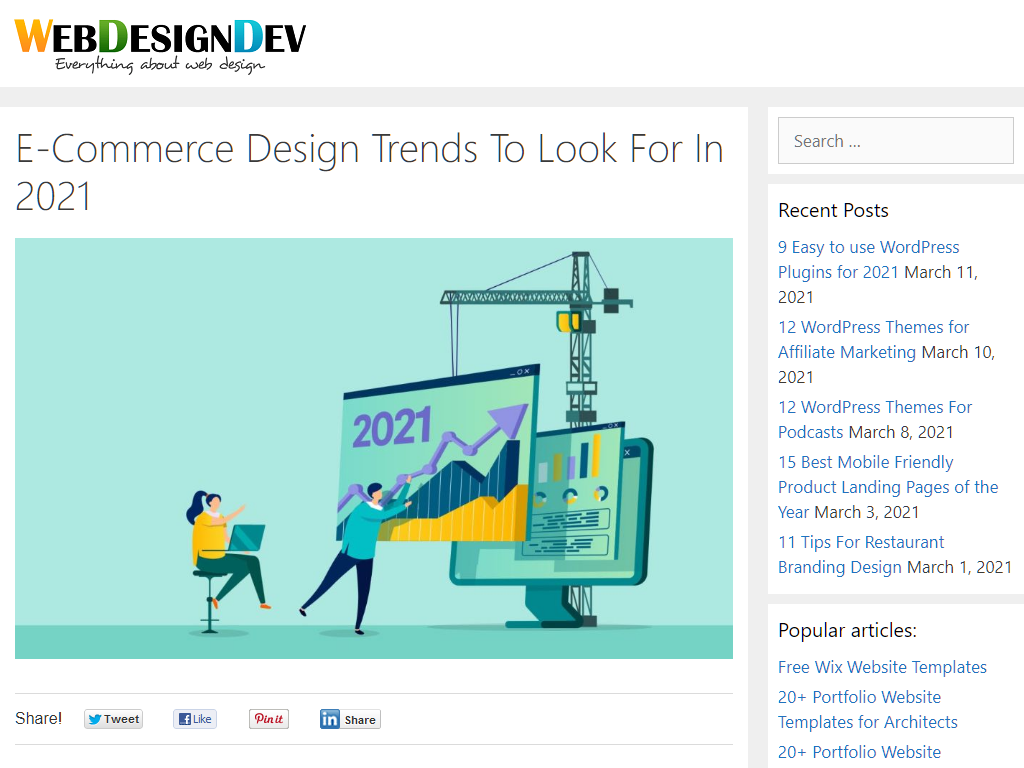 WEBDESIGNDEV
Everything about web design
E-Commerce Design Trends To Look For In
2021
2021
Share!
Tweet
Like
Pin it
in Share
Search ...
Recent Posts
9 Easy to use WordPress
Plugins for 2021 March 11,
2021
12 WordPress Themes for
Affiliate Marketing March 10,
2021
12 WordPress Themes For
Podcasts March 8, 2021
15 Best Mobile Friendly
Product Landing Pages of the
Year March 3, 2021
11 Tips For Restaurant
Branding Design March 1, 2021
Popular articles:
Free Wix Website Templates
20+ Portfolio Website
Templates for Architects
20+ Portfolio Website